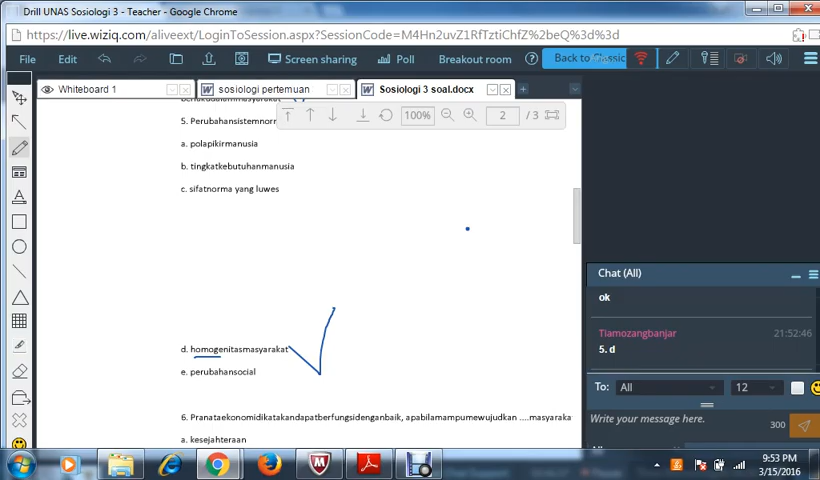 Drill UNAS Sosiologi 3 - Teacher - Google Chrome
https://live.wiziq.com/aliveext/LoginToSession.aspx?SessionCode=M4Hn2uvZ1RfTztiChfZ%2beQ%3d%3d
File Edit Screen sharing Poll Breakout room Back to Classic
Whiteboard 1 sosiologi pertemuan Sosiologi 3 soal.docx
100% 2 / 3
5. Perubahansistemnorm
a. polapikirmanusia
b. tingkatkebutuhanmanusia
c. sifatnorma yang luwes
d. homogenitasmasyarakat
e. perubahansocial
6. Pranataekonomidikatakandapatberfungsidenganbaik, apabilamampumewujudkan ....masyaraka
a. kesejahteraan
Chat (All)
ok
Tiamozangbanjar 21:52:46
5. d
To: All 12
Write your message here. 300
9:53 PM
3/15/2016